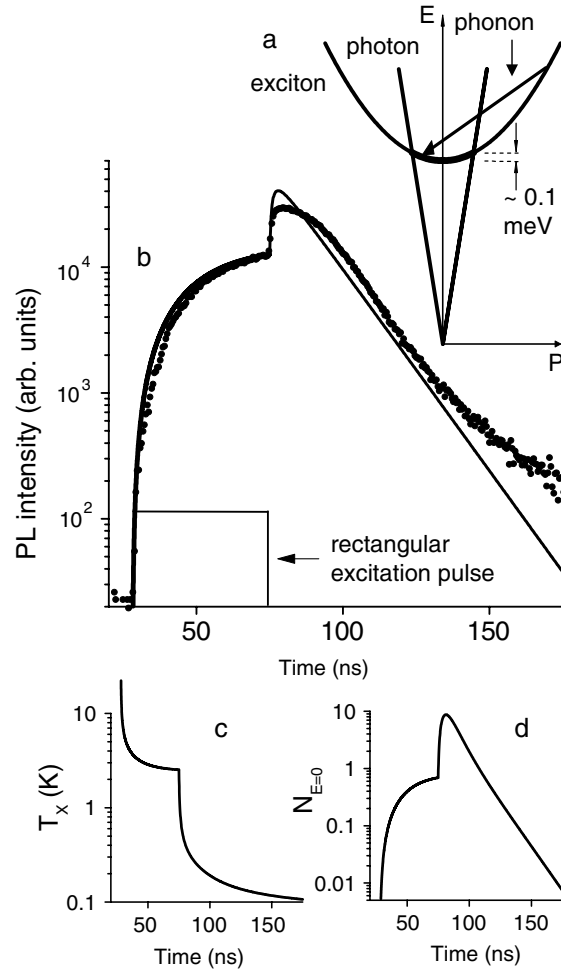 a
E
photon
phonon
exciton
~ 0.1
meV
P
b
10^4
10^3
10^2
PL intensity (arb. units)
rectangular
excitation pulse
50
100
150
Time (ns)
c
10
1
0.1
T_X (K)
50
100
150
Time (ns)
d
10
1
0.1
0.01
N_{E=0}
50
100
150
Time (ns)